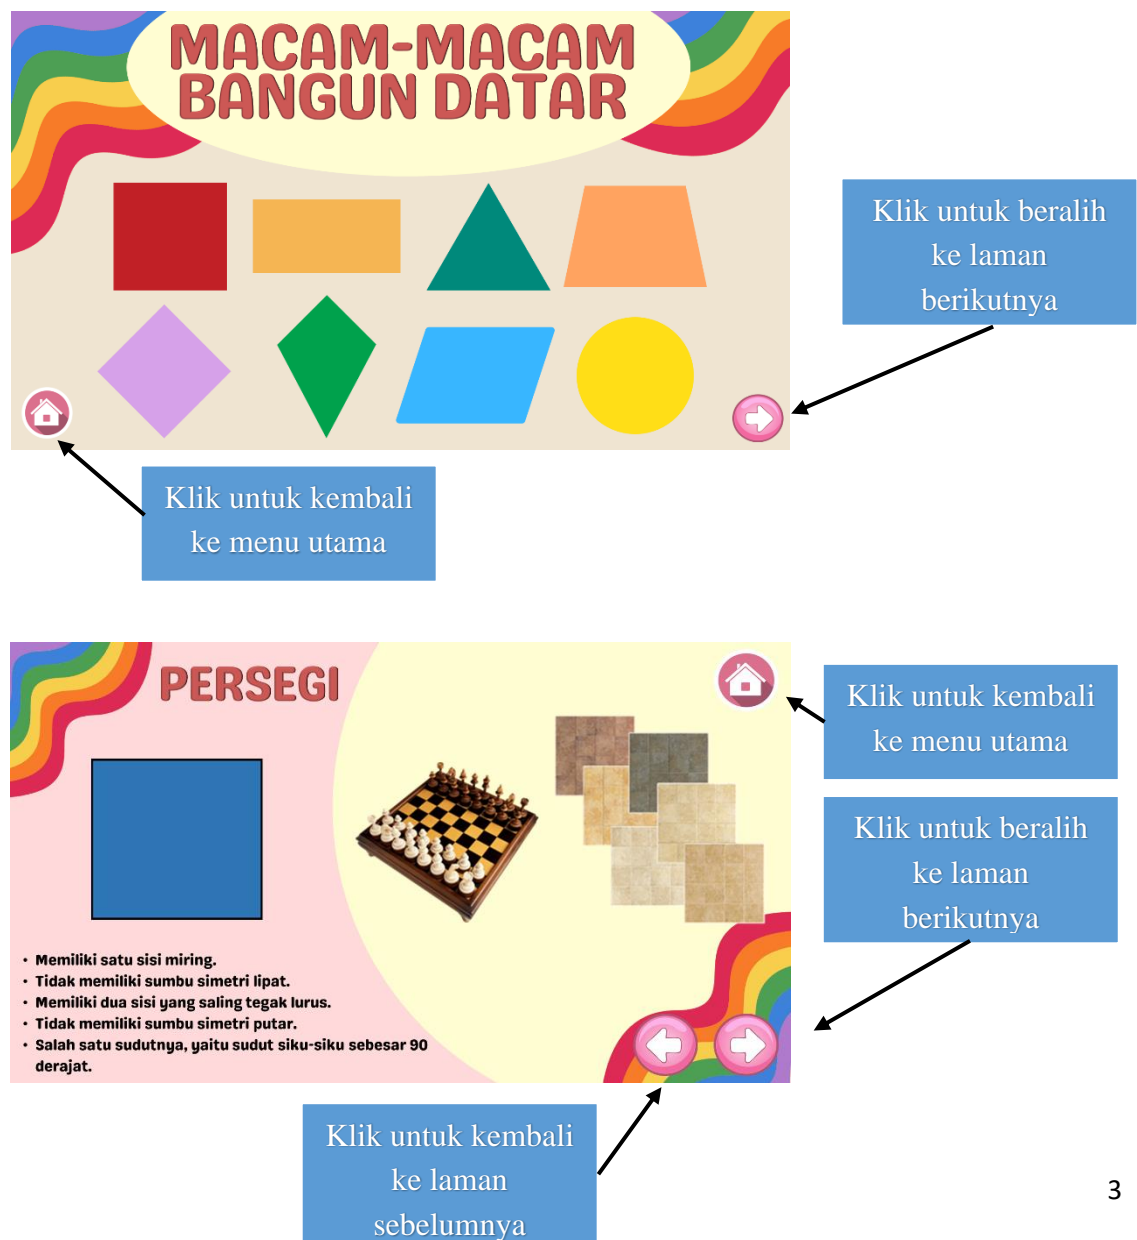 MACAM-MACAM
BANGUN DATAR
Klik untuk beralih
ke laman
berikutnya
Klik untuk kembali
ke menu utama
PERSEGI
Klik untuk kembali
ke menu utama
Klik untuk beralih
ke laman
berikutnya
• Memiliki satu sisi miring.
• Tidak memiliki sumbu simetri lipat.
• Memiliki dua sisi yang saling tegak lurus.
• Tidak memiliki sumbu simetri putar.
• Salah satu sudutnya, yaitu sudut siku-siku sebesar 90
derajat.
Klik untuk kembali
ke laman
sebelumnya
3